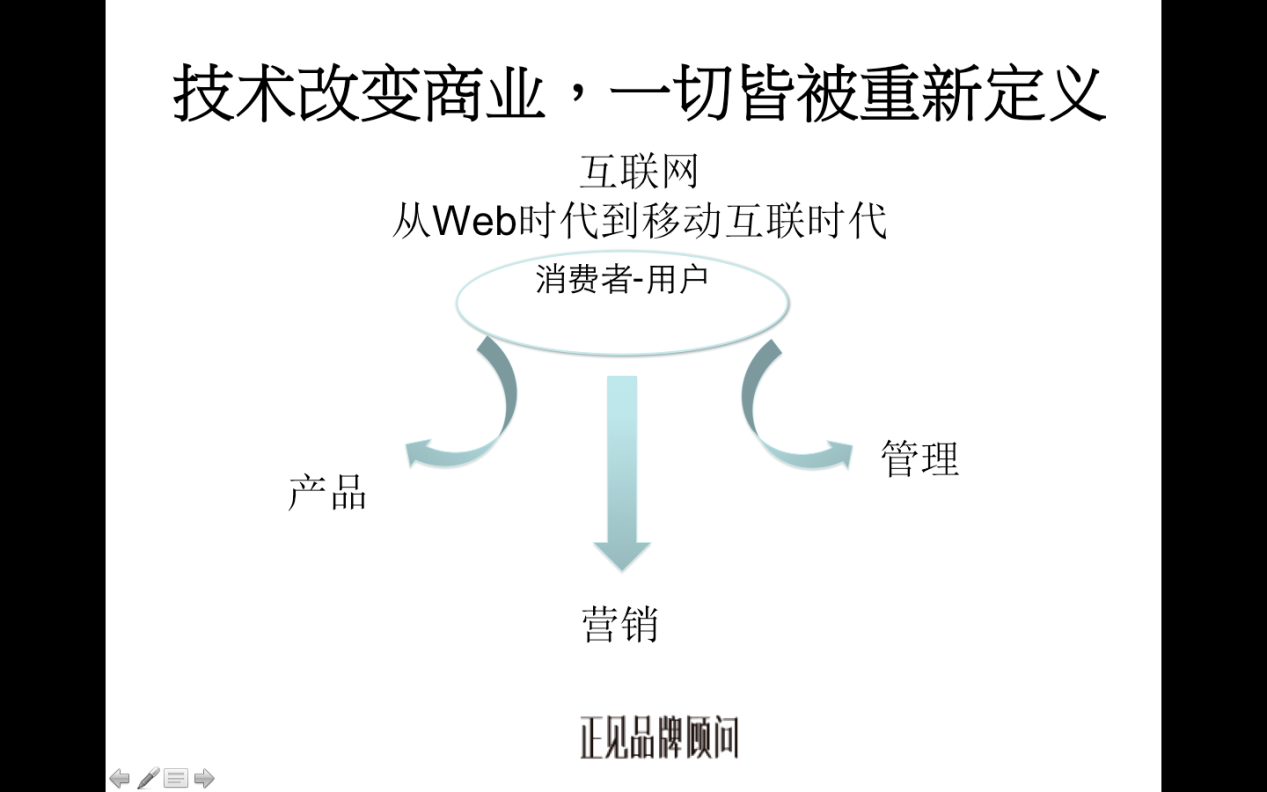 技术改变商业，一切皆被重新定义
互联网
从Web时代到移动互联时代
消费者-用户
管理
产品
营销
正见品牌顾问